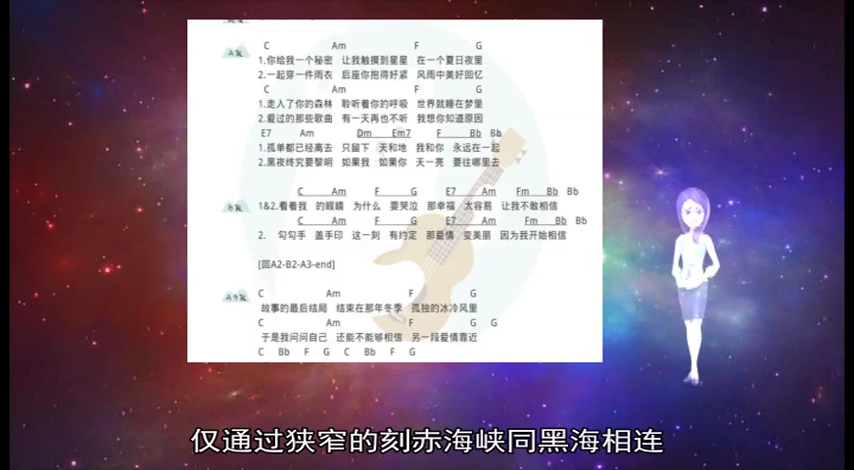 C Am F G
A段
1.你给我一个秘密 让我触摸到星星 在一个夏日夜里
2.一起穿一件雨衣 后座你抱得好紧 风雨中美好回忆
C Am F G
1.走入了你的森林 聆听着你的呼吸 世界就睡在梦里
2.爱过的那些歌曲 有一天再也不听 我想你知道原因
E7 Am Dm Em7 F Bb Bb
1.孤单都已经离去 只留下 天和地 我和你 永远在一起
2.黑夜终究要黎明 如果我 如果你 天一亮 要往哪里去
C Am F G E7 Am Fm Bb Bb
B段
1&2.看着我 的眼睛 为什么 要哭泣 那幸福 太容易 让我不敢相信
C Am F G E7 Am Fm Bb Bb
2. 勾勾手 盖手印 这一刻 有约定 那爱情 变美丽 因为我开始相信
[回A2-B2-A3-end]
C Am F G
A3段
故事的最后结局 结束在那年冬季 孤独的冰冷风里
C Am F G G
于是我问问自己 还能不能够相信 另一段爱情靠近
C Bb F G C Bb F G
仅通过狭窄的刻赤海峡同黑海相连